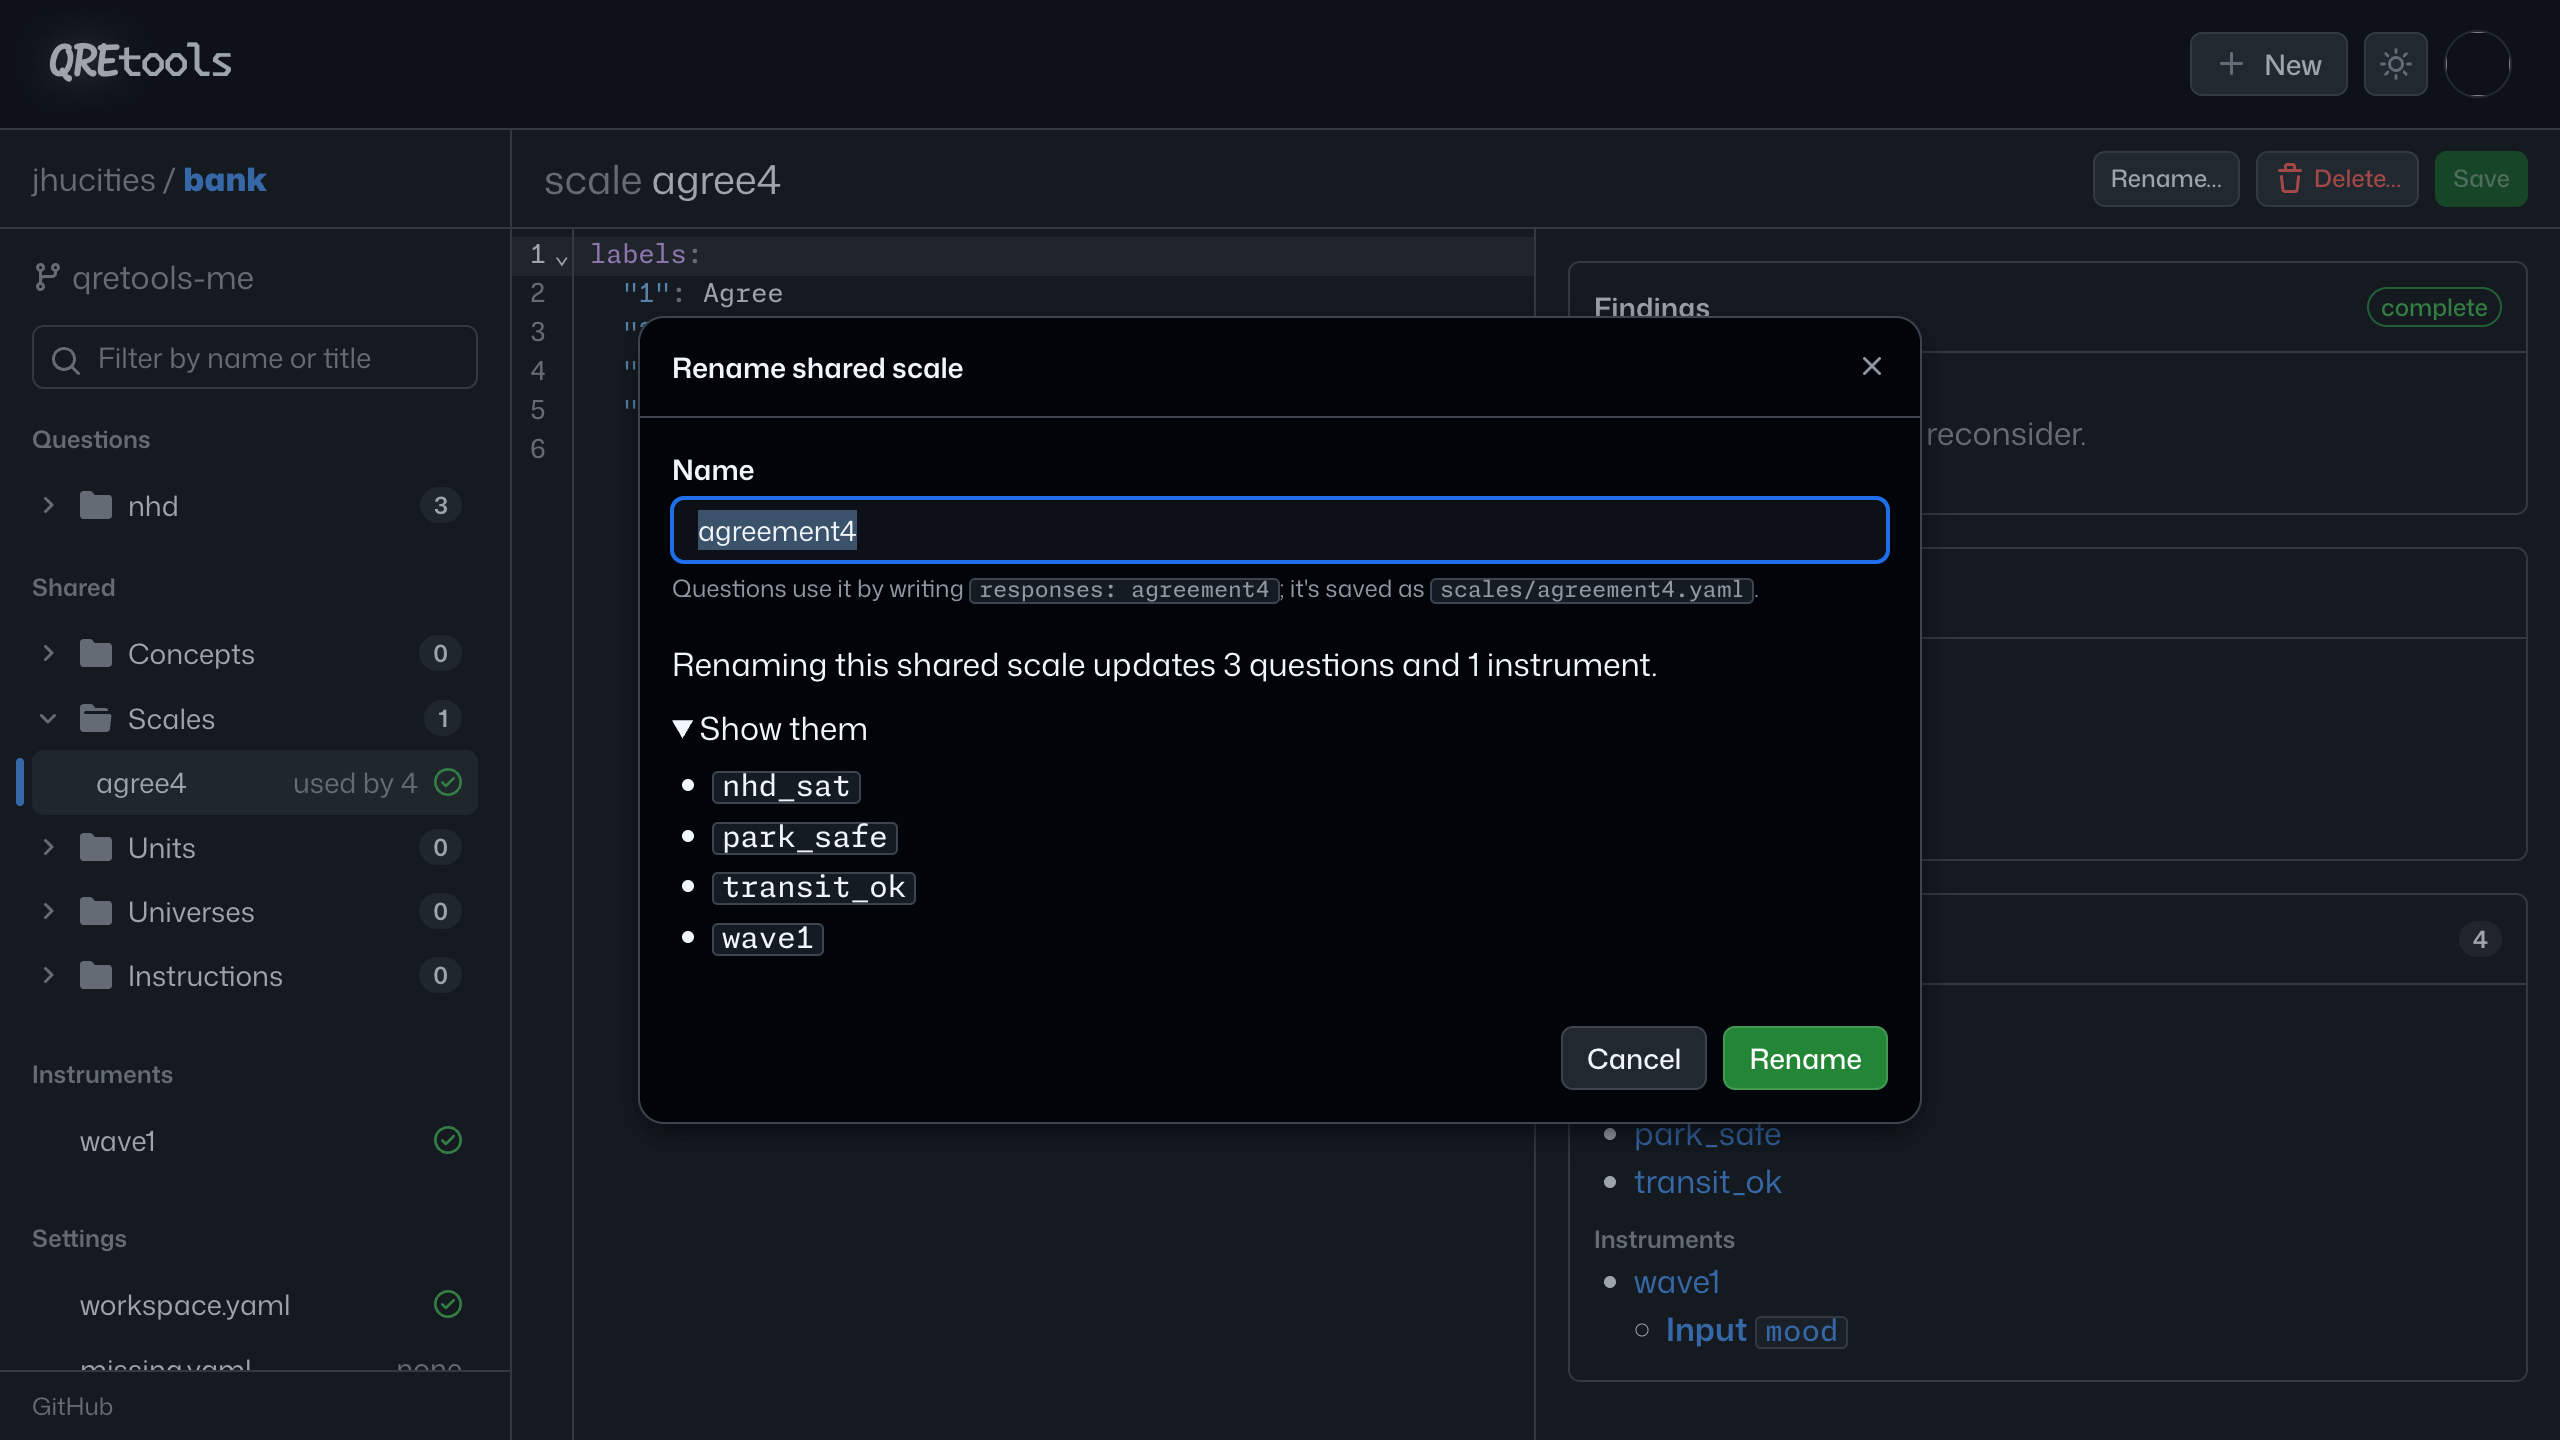 QREtools
New
jhucities / bank
scale agree4
Rename...
Delete...
Save
qretools-me
Filter by name or title
Questions
nhd 3
Shared
Concepts 0
Scales 1
agree4 used by 4
Units 0
Universes 0
Instructions 0
Instruments
wave1
Settings
workspace.yaml
missing.yaml none
GitHub
1 labels:
2 "1": Agree
3
4 "
5 "
6
Findings complete
reconsider.
4
park_safe
transit_ok
Instruments
wave1
Input mood
Rename shared scale
Name
agreement4
Questions use it by writing responses: agreement4; it's saved as scales/agreement4.yaml.
Renaming this shared scale updates 3 questions and 1 instrument.
Show them
nhd_sat
park_safe
transit_ok
wave1
Cancel
Rename